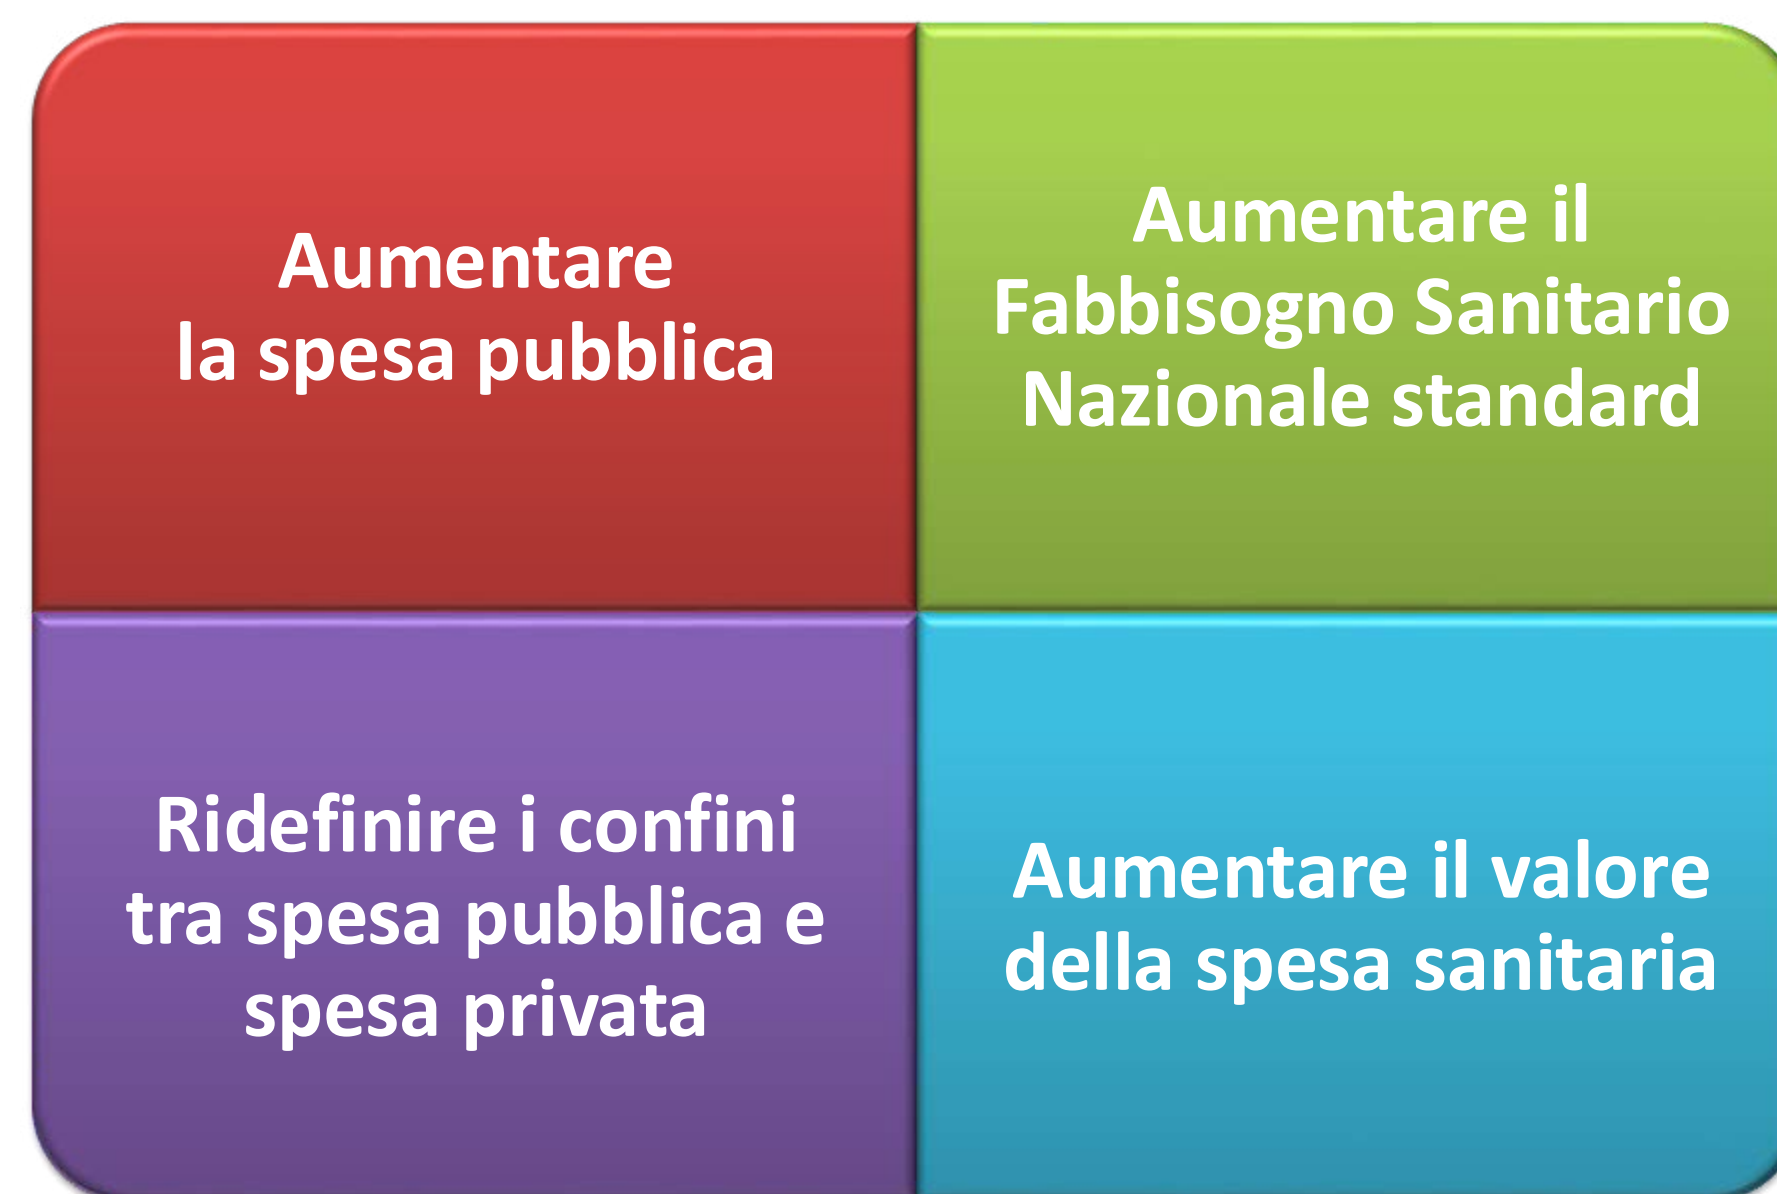 Aumentare
la spesa pubblica
Aumentare il
Fabbisogno Sanitario
Nazionale standard
Ridefinire i confini
tra spesa pubblica e
spesa privata
Aumentare il valore
della spesa sanitaria